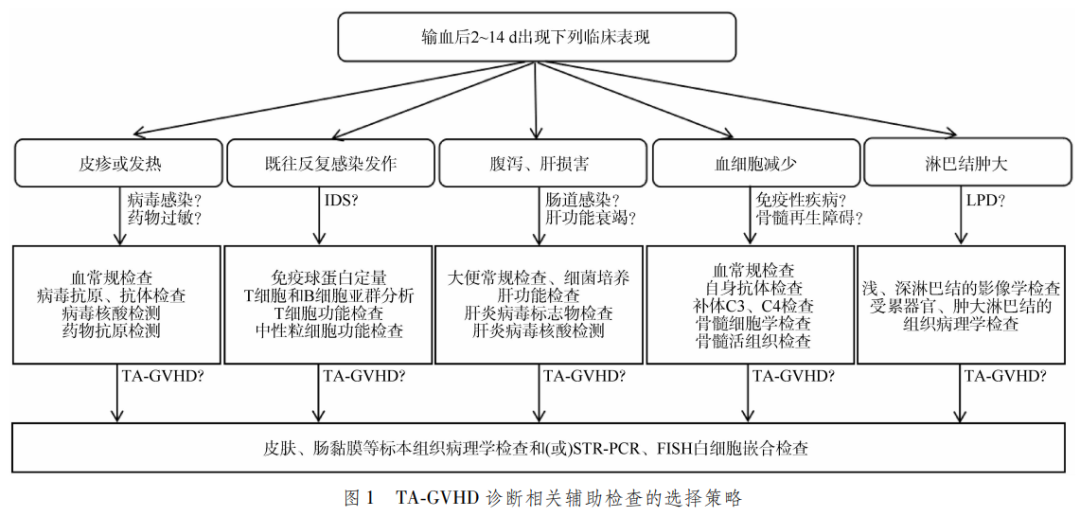 输血后2~14 d出现下列临床表现
皮疹或发热
既往反复感染发作
腹泻、肝损害
血细胞减少
淋巴结肿大
病毒感染?
药物过敏?
IDS?
肠道感染?
肝功能衰竭?
免疫性疾病?
骨髓再生障碍?
LPD?
血常规检查
病毒抗原、抗体检查
病毒核酸检测
药物抗原检测
免疫球蛋白定量
T细胞和B细胞亚群分析
T细胞功能检查
中性粒细胞功能检查
大便常规检查、细菌培养
肝功能检查
肝炎病毒标志物检查
肝炎病毒核酸检测
血常规检查
自身抗体检查
补体C3、C4检查
骨髓细胞学检查
骨髓活组织检查
浅、深淋巴结的影像学检查
受累器官、肿大淋巴结的
组织病理学检查
TA-GVHD?
TA-GVHD?
TA-GVHD?
TA-GVHD?
TA-GVHD?
皮肤、肠黏膜等标本组织病理学检查和(或)STR-PCR、FISH白细胞嵌合检查
图1 TA-GVHD 诊断相关辅助检查的选择策略